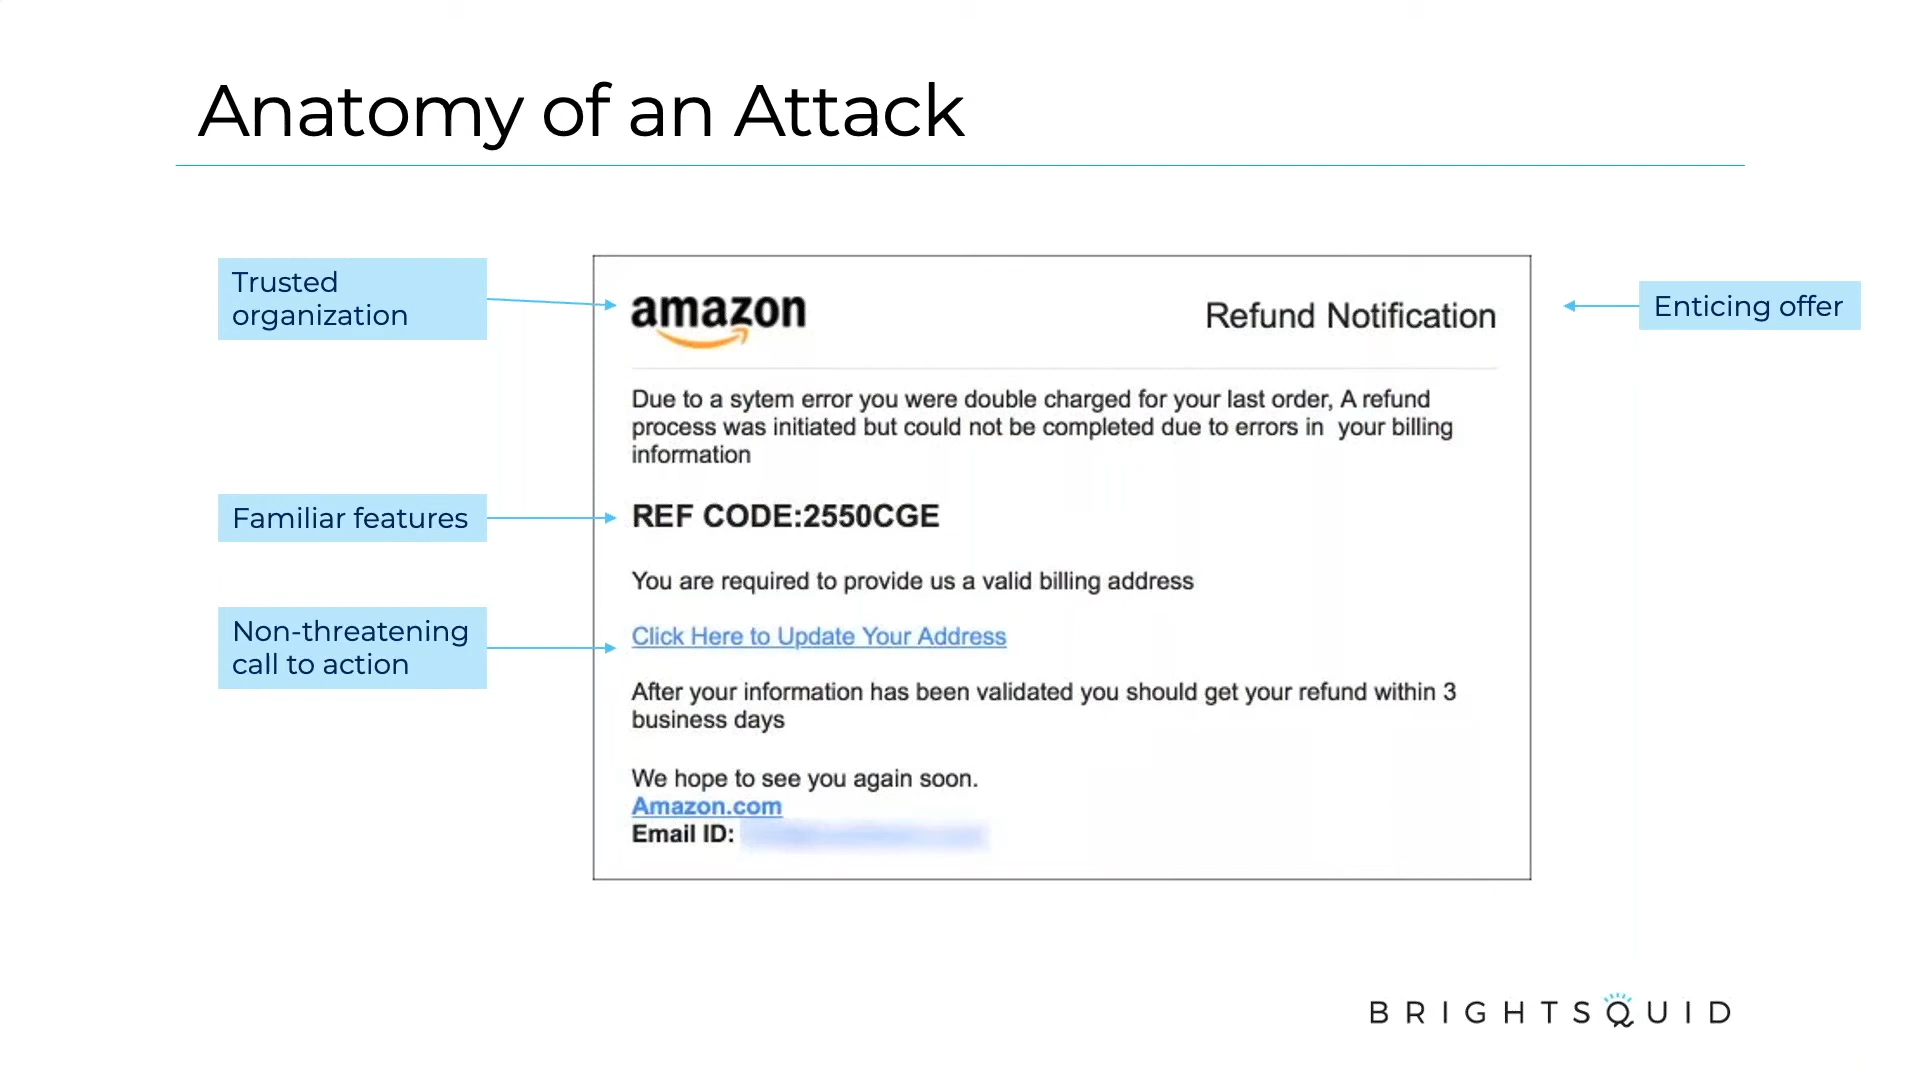 Anatomy of an Attack
Trusted
organization
amazon
Refund Notification
Enticing offer
Due to a sytem error you were double charged for your last order, A refund
process was initiated but could not be completed due to errors in  your billing
information
Familiar features
REF CODE:2550CGE
You are required to provide us a valid billing address
Non-threatening
call to action
Click Here to Update Your Address
After your information has been validated you should get your refund within 3
business days
We hope to see you again soon.
Amazon.com
Email ID:
BRIGHTSQUID